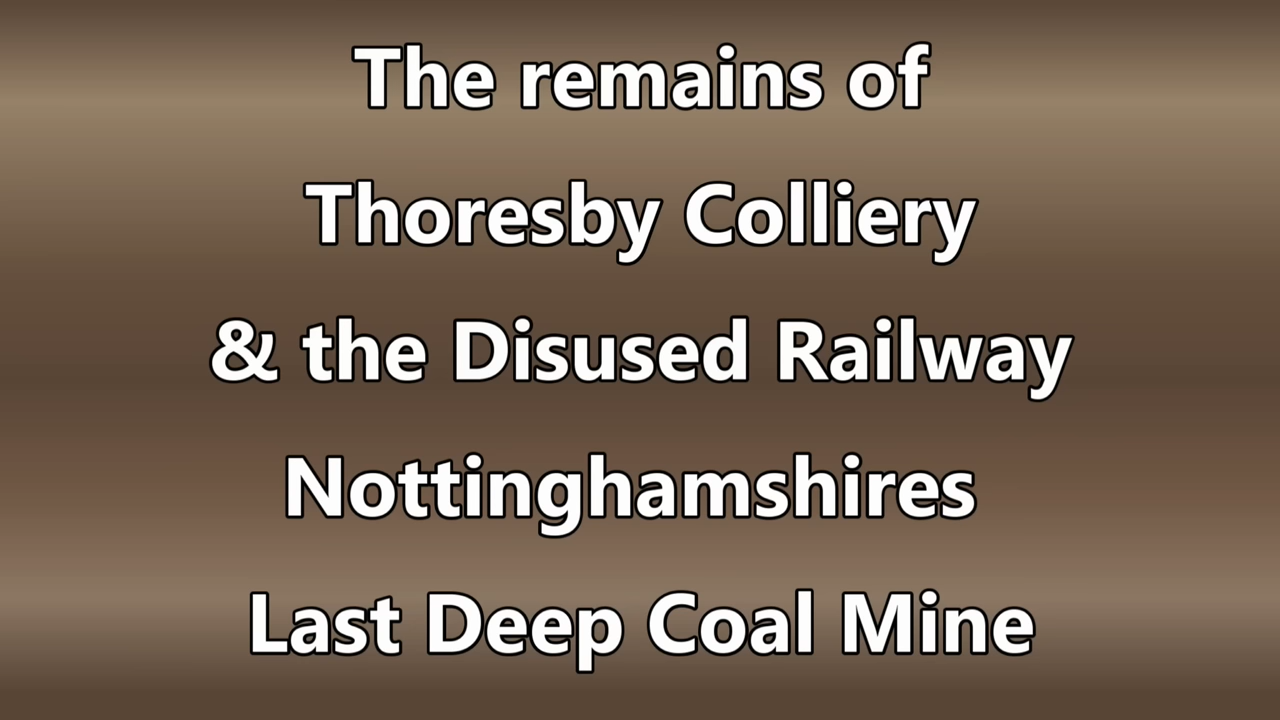 The remains of
Thoresby Colliery
& the Disused Railway
Nottinghamshires
Last Deep Coal Mine